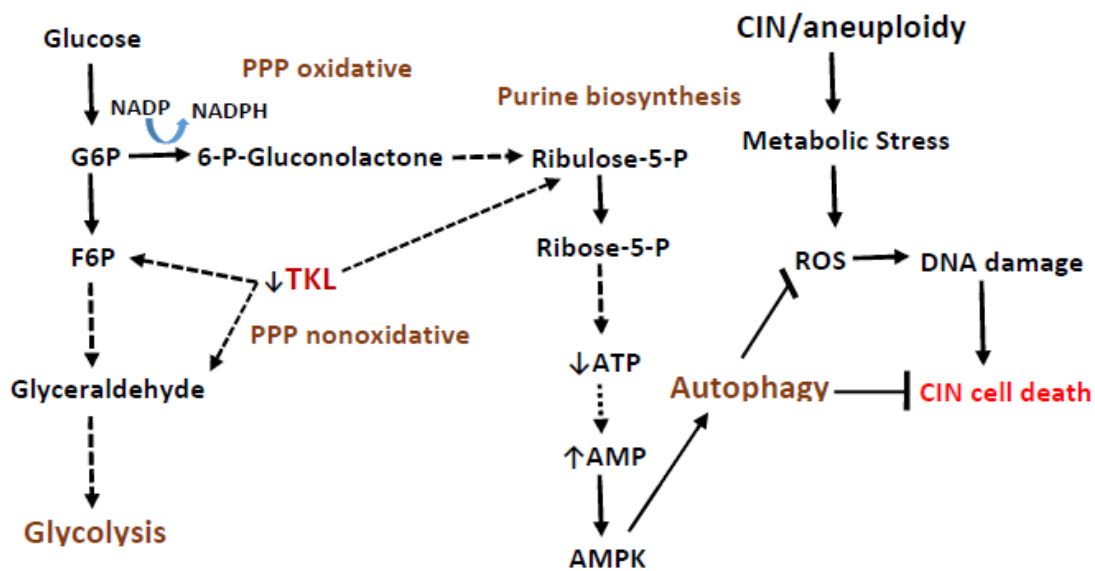 Glucose
CIN/aneuploidy
PPP oxidative
Purine biosynthesis
NADP NADPH
Metabolic Stress
G6P
6-P-Gluconolactone
Ribulose-5-P
F6P
Ribose-5-P
ROS
DNA damage
↓TKL
PPP nonoxidative
↓ATP
Glyceraldehyde
Autophagy
CIN cell death
↑AMP
Glycolysis
AMPK